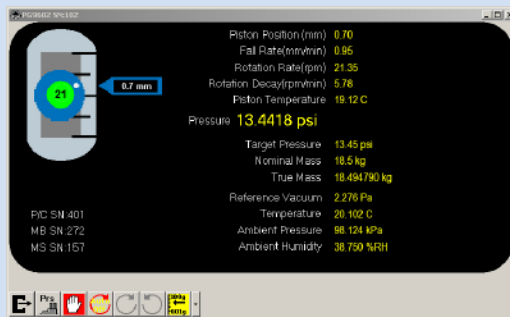 PG9602 SN:102
Piston Position (mm) 0.70
Fall Rate(mm/min) 0.95
Rotation Rate(rpm) 21.35
Rotation Decay(rpm/min) 5.78
Piston Temperature 19.12 C
21
0.7 mm
Pressure 13.4418 psi
Target Pressure 13.45 psi
Nominal Mass 18.5 kg
True Mass 18.494790 kg
Reference Vacuum 2.276 Pa
Temperature 20.102 C
Ambient Pressure 98.124 kPa
Ambient Humidity 38.750 %RH
P/C SN:401
MB SN:272
MS SN:157
Prs